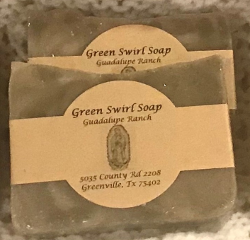 Green Swirl Soap
Guadalupe Ranch
Green Swirl Soap
Guadalupe Ranch
5035 County Rd 2208
Greenville, Tx 75402